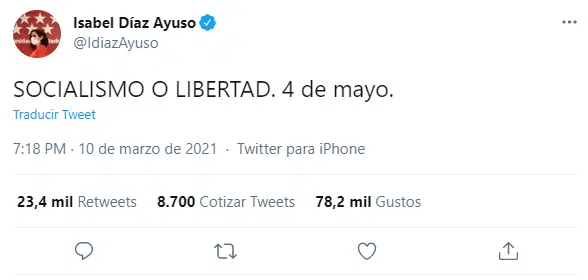 Isabel Díaz Ayuso
@IdiazAyuso
SOCIALISMO O LIBERTAD. 4 de mayo.
Traducir Tweet
7:18 PM · 10 de marzo de 2021 · Twitter para iPhone
23,4 mil Retweets 8.700 Cotizar Tweets 78,2 mil Gustos